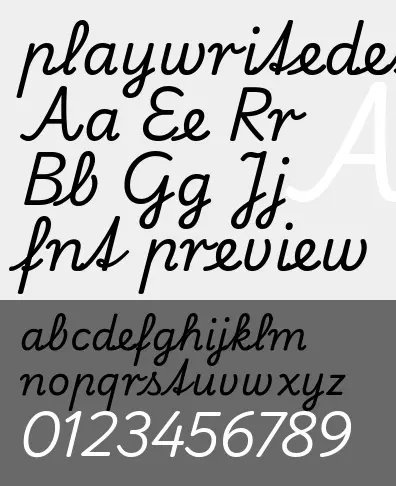 playwritede
Aa Ee Rr
Bb Gg Jj
fnt preview
A
abcdefghijklm
nopqrstuvwxyz
0123456789